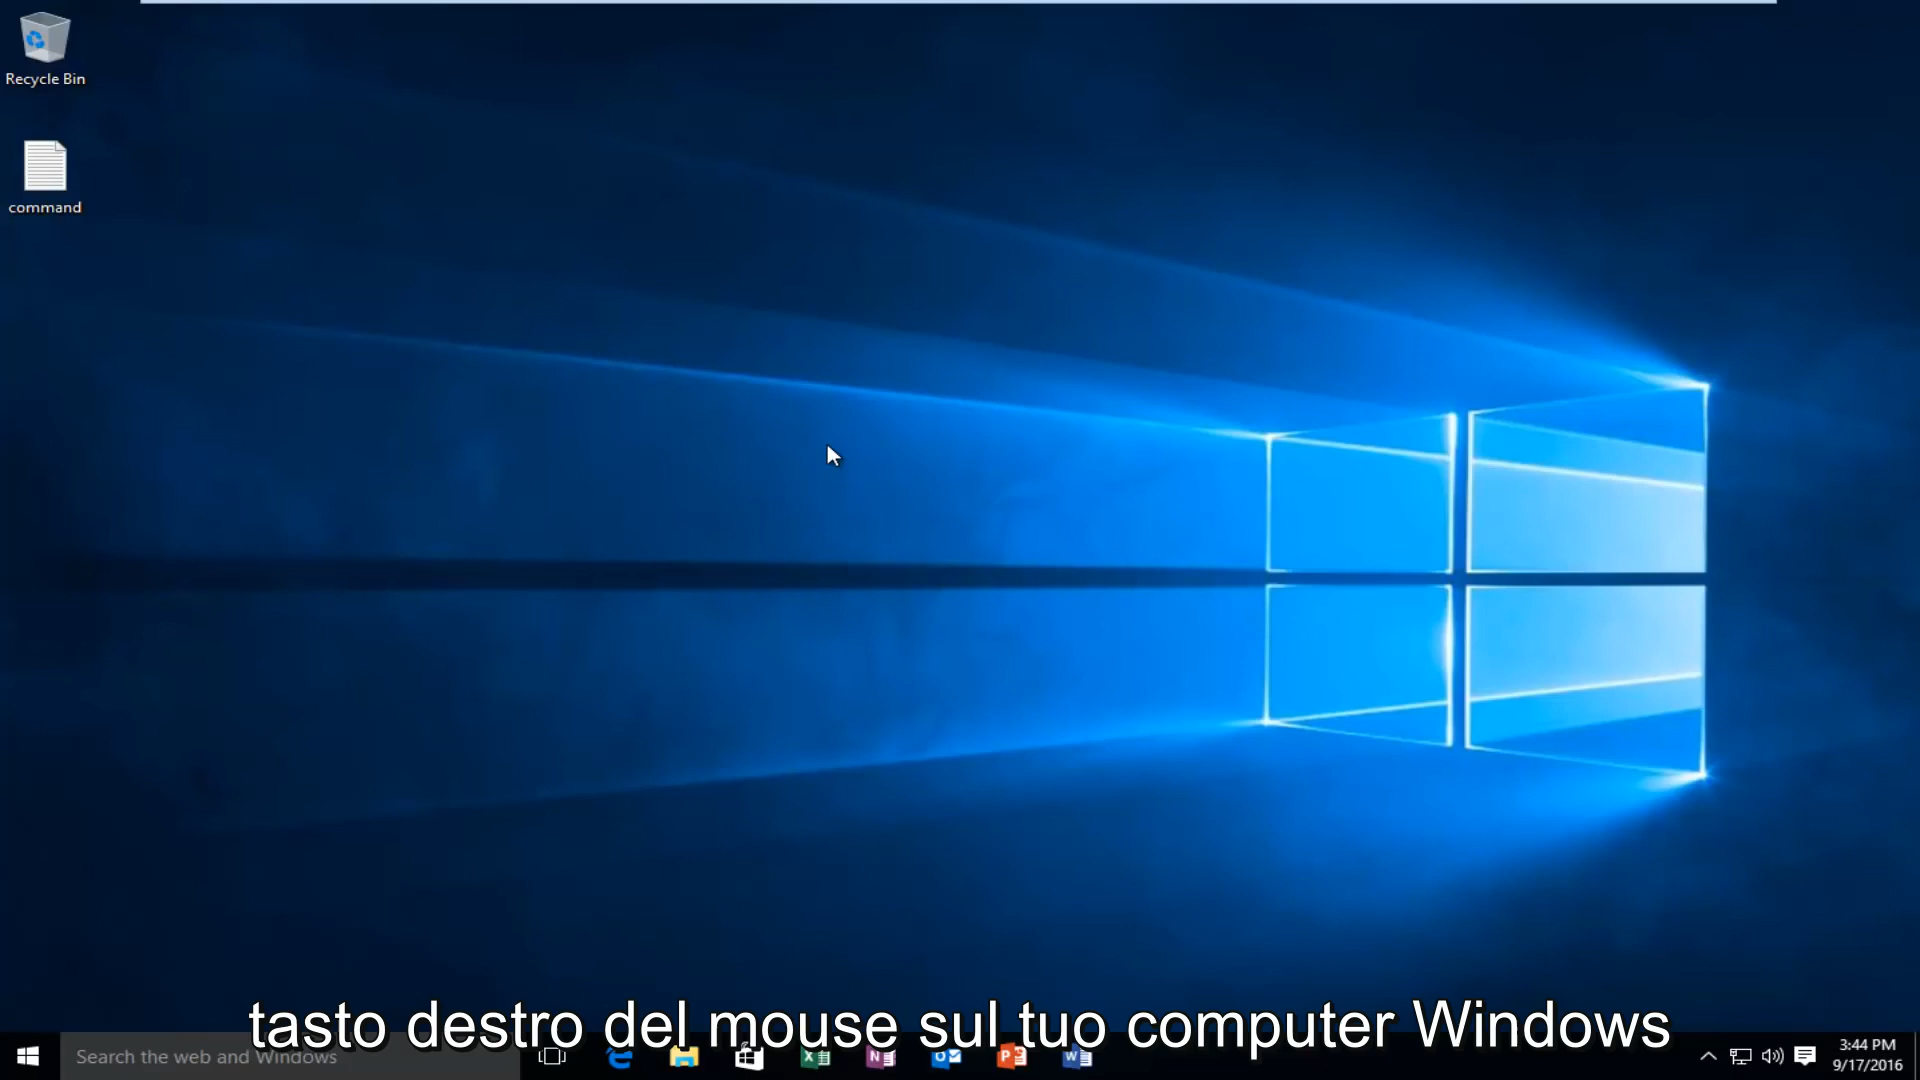 Recycle Bin
command
tasto destro del mouse sul tuo computer Windows
Search the web and Windows
3:44 PM
9/17/2016